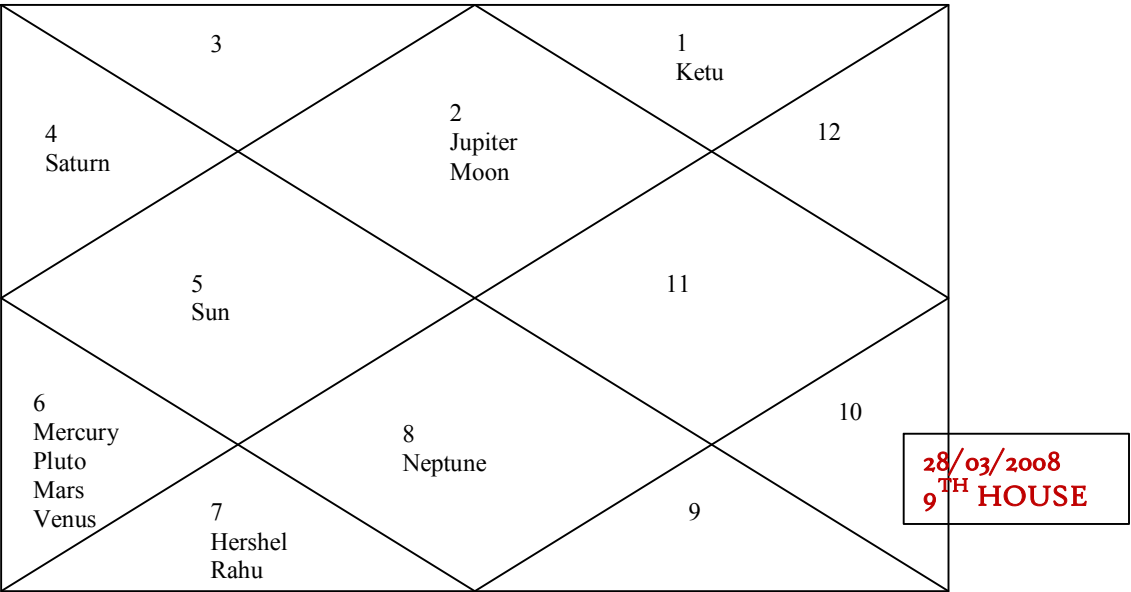 3
1
Ketu
2
Jupiter
Moon
12
4
Saturn
5
Sun
11
6
Mercury
Pluto
Mars
Venus
8
Neptune
10
7
Hershel
Rahu
9
28/03/2008
9TH HOUSE